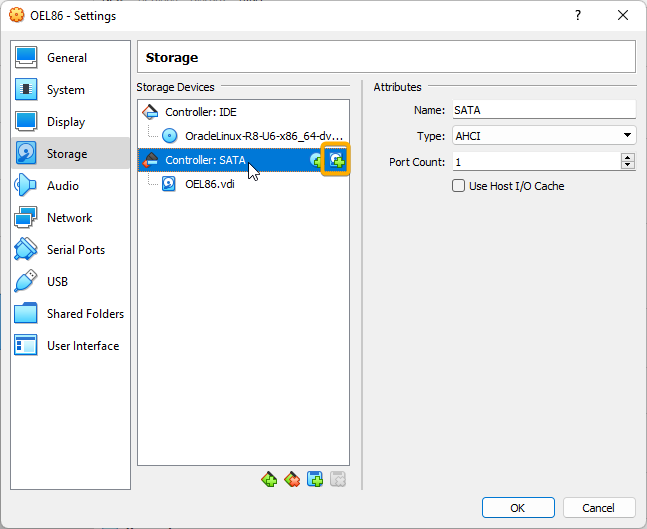 OEL86 - Settings
?
General
System
Display
Storage
Audio
Network
Serial Ports
USB
Shared Folders
User Interface
Storage
Storage Devices
Controller: IDE
OracleLinux-R8-U6-x86_64-dv...
Controller: SATA
OEL86.vdi
Attributes
Name: SATA
Type: AHCI
Port Count: 1
Use Host I/O Cache
OK
Cancel